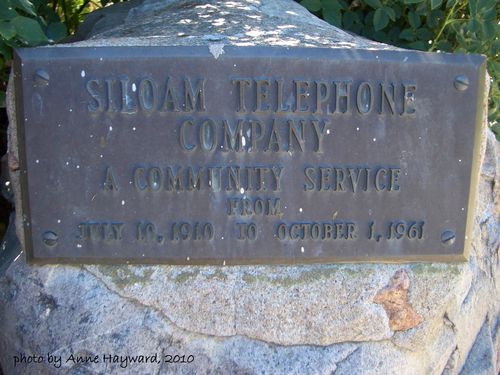 SILOAM TELEPHONE
COMPANY
A COMMUNITY SERVICE
FROM
JULY 10, 1910 TO OCTOBER 1, 1961
photo by Anne Hayward, 2010